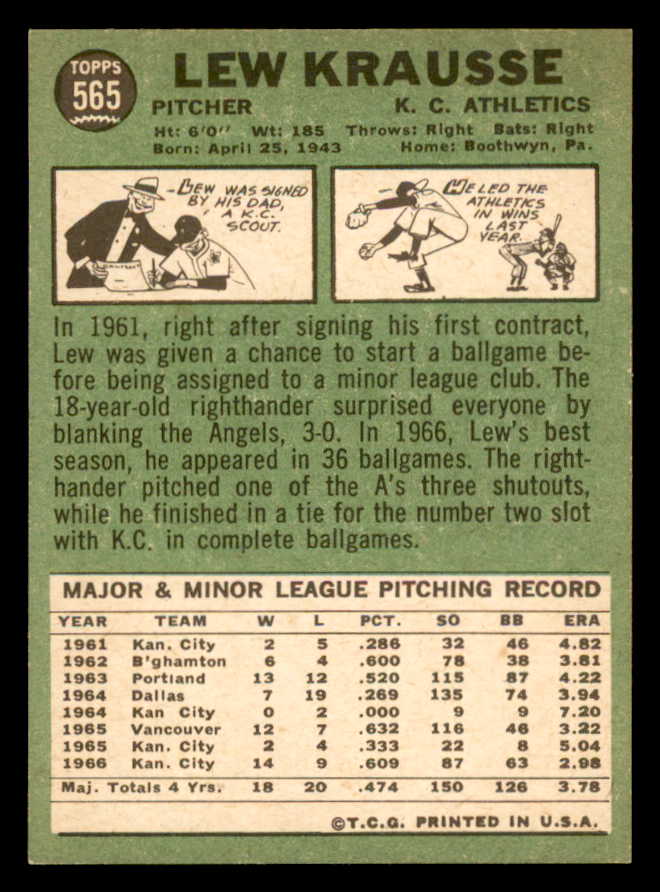 TOPPS
565
LEW KRAUSSE
PITCHER K. C. ATHLETICS
Ht: 6'0" Wt: 185 Throws: Right Bats: Right
Born: April 25, 1943 Home: Boothwyn, Pa.
LEW WAS SIGNED
BY HIS DAD,
A K.C.
SCOUT.
HE LED THE
ATHLETICS
IN WINS
LAST
YEAR.
In 1961, right after signing his first contract,
Lew was given a chance to start a ballgame be-
fore being assigned to a minor league club. The
18-year-old righthander surprised everyone by
blanking the Angels, 3-0. In 1966, Lew's best
season, he appeared in 36 ballgames. The right-
hander pitched one of the A's three shutouts,
while he finished in a tie for the number two slot
with K.C. in complete ballgames.
MAJOR & MINOR LEAGUE PITCHING RECORD
YEAR TEAM W L PCT. SO BB ERA
1961 Kan. City 2 5 .286 32 46 4.82
1962 B'ghamton 6 4 .600 78 38 3.81
1963 Portland 13 12 .520 115 87 4.22
1964 Dallas 7 19 .269 135 74 3.94
1964 Kan City 0 2 .000 9 9 7.20
1965 Vancouver 12 7 .632 116 46 3.22
1965 Kan. City 2 4 .333 22 8 5.04
1966 Kan. City 14 9 .609 87 63 2.98
Maj. Totals 4 Yrs. 18 20 .474 150 126 3.78
©T.C.G. PRINTED IN U.S.A.